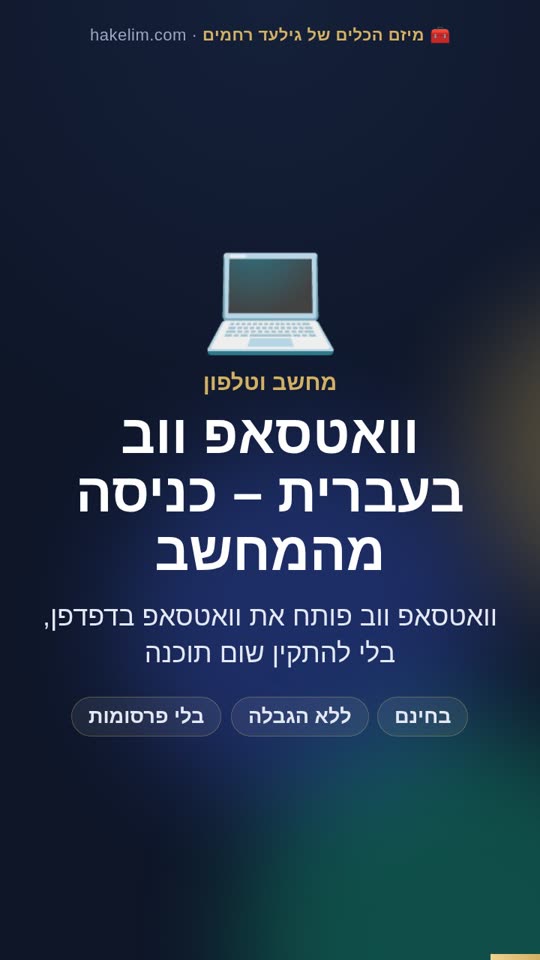 🧰 מיזם הכלים של גילעד רחמים · hakelim.com
מחשב וטלפון
וואטסאפ ווב
בעברית – כניסה
מהמחשב
וואטסאפ ווב פותח את וואטסאפ בדפדפן,
בלי להתקין שום תוכנה
בחינם
ללא הגבלה
בלי פרסומות